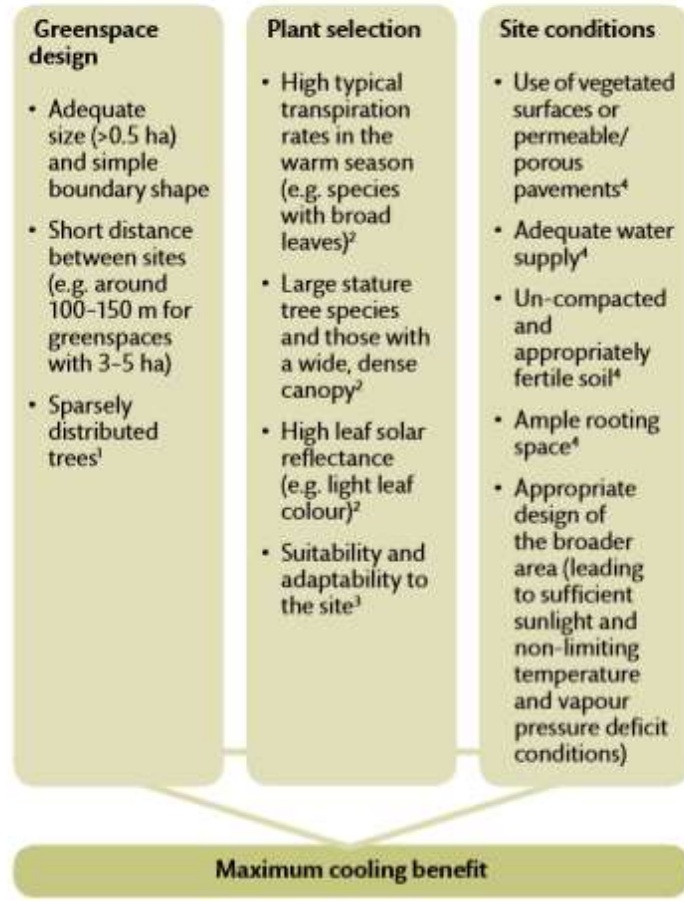 Greenspace
design
• Adequate
size (>0.5 ha)
and simple
boundary shape
• Short distance
between sites
(e.g. around
100–150 m for
greenspaces
with 3–5 ha)
• Sparsely
distributed
trees¹
Plant selection
• High typical
transpiration
rates in the
warm season
(e.g. species
with broad
leaves)²
• Large stature
tree species
and those with
a wide, dense
canopy²
• High leaf solar
reflectance
(e.g. light leaf
colour)²
• Suitability and
adaptability to
the site³
Site conditions
• Use of vegetated
surfaces or
permeable/
porous
pavements⁴
• Adequate water
supply⁴
• Un-compacted
and
appropriately
fertile soil⁴
• Ample rooting
space⁴
• Appropriate
design of
the broader
area (leading
to sufficient
sunlight and
non-limiting
temperature
and vapour
pressure deficit
conditions)
Maximum cooling benefit